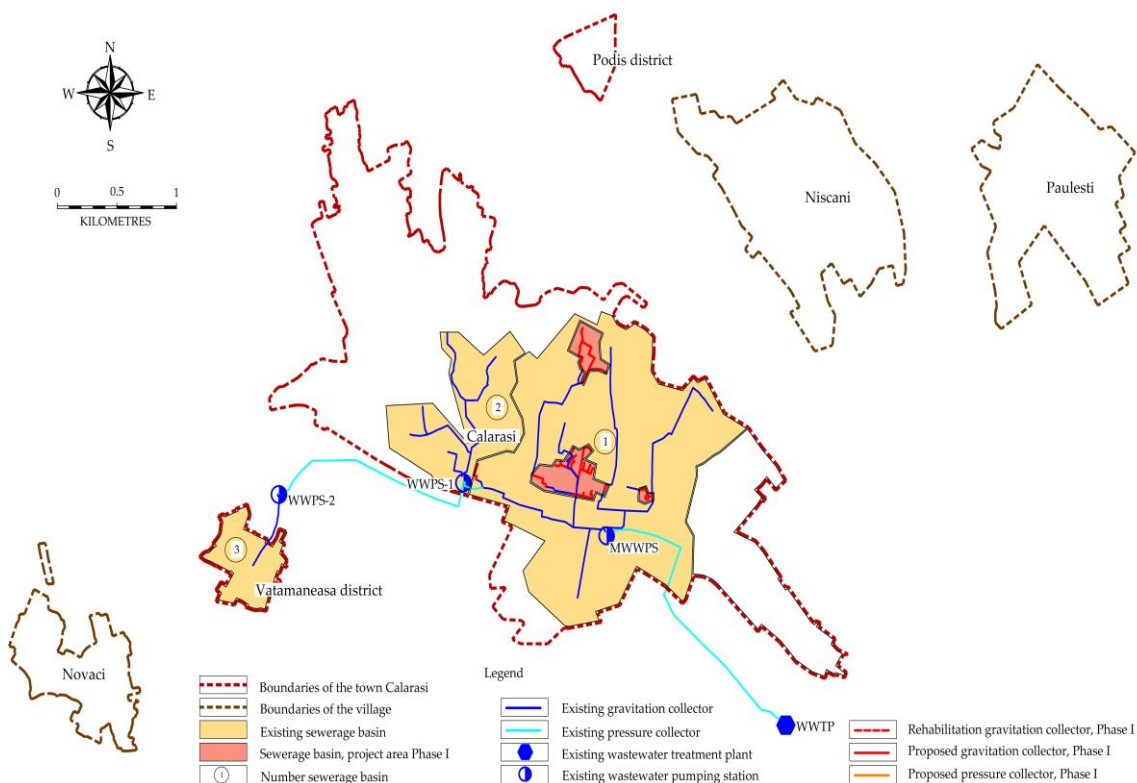 Podis district
N
W E
S
0 0.5 1
KILOMETRES
Niscani
Paulesti
2
1
Calarasi
WWPS-1
WWPS-2
MWWPS
3
Vatamaneasa district
Novaci
WWTP
Legend
Boundaries of the town Calarasi
Boundaries of the village
Existing sewerage basin
Sewerage basin, project area Phase I
1 Number sewerage basin
Existing gravitation collector
Existing pressure collector
Existing wastewater treatment plant
Existing wastewater pumping station
Rehabilitation gravitation collector, Phase I
Proposed gravitation collector, Phase I
Proposed pressure collector, Phase I